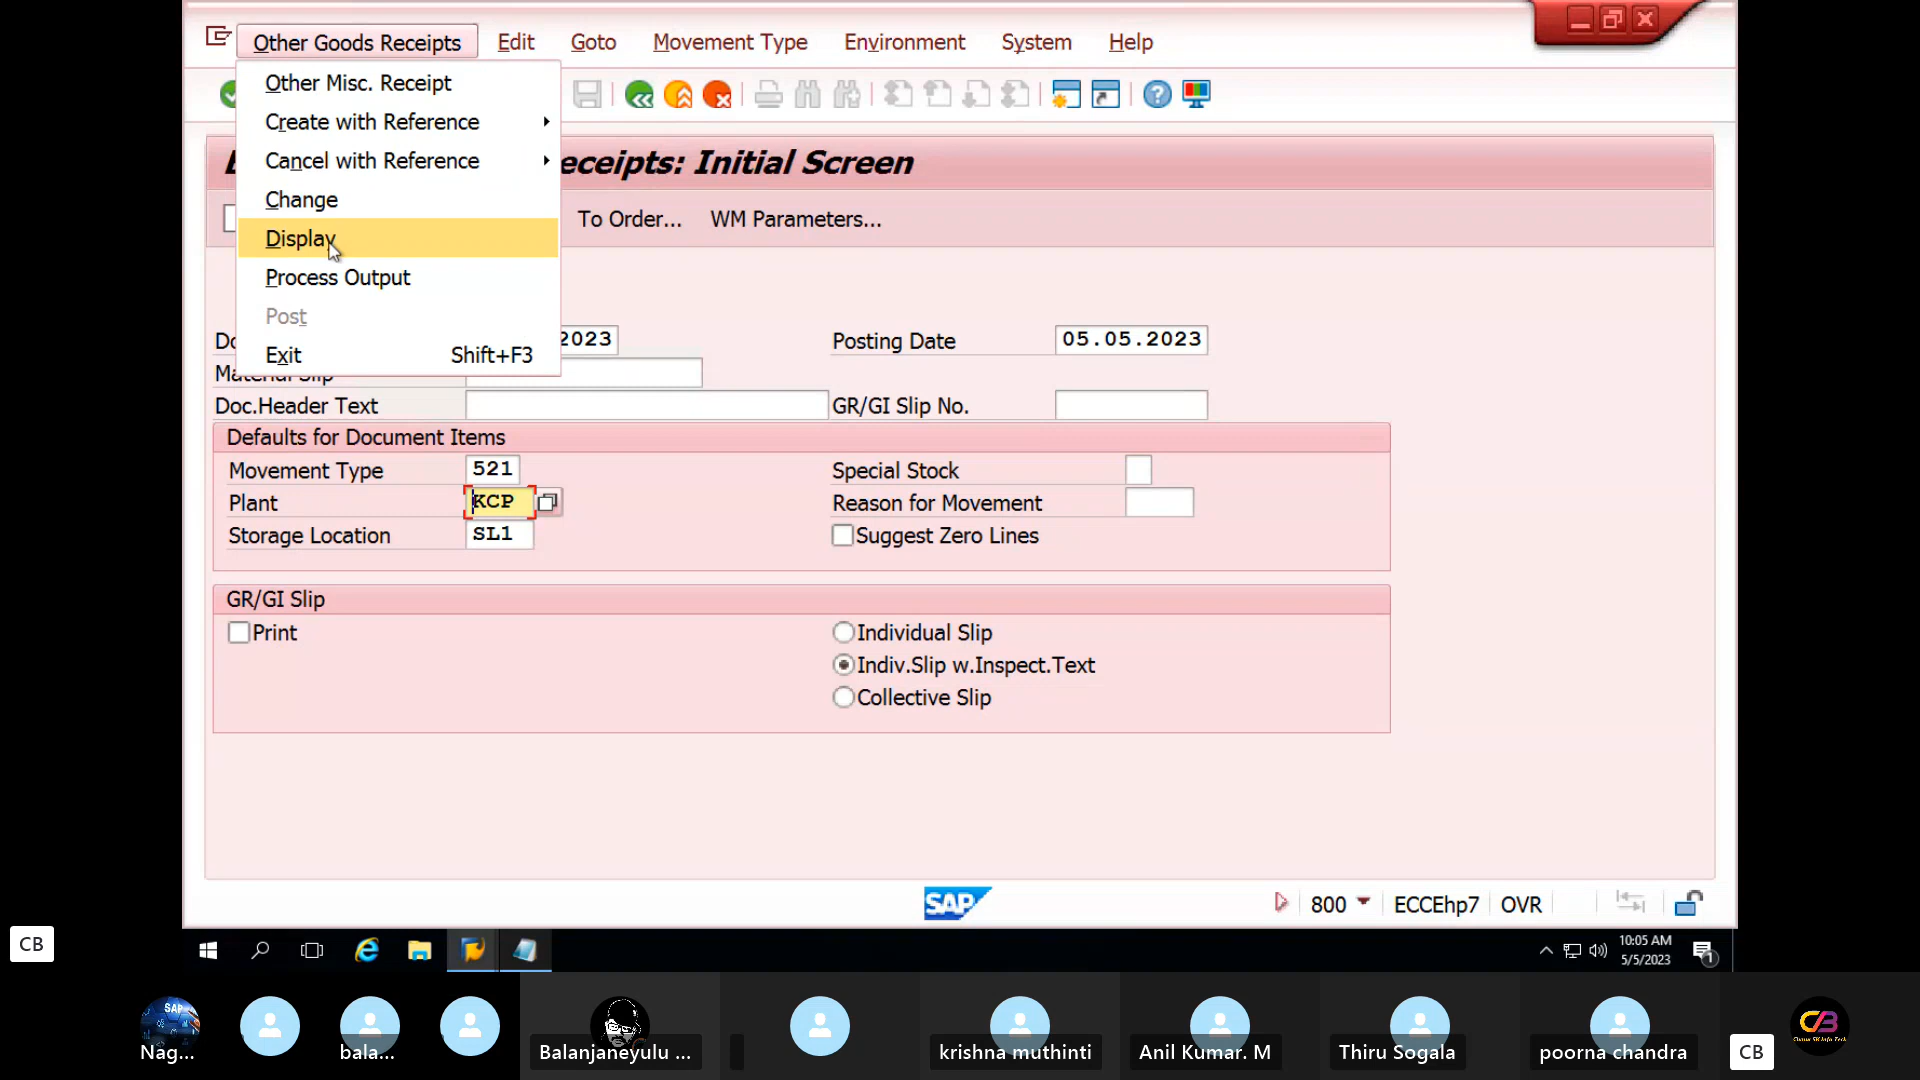 Other Goods Receipts Edit Goto Movement Type Environment System Help
Other Misc. Receipt
Create with Reference
Cancel with Reference
Change
Display
Process Output
Post
Exit Shift+F3
eceipts: Initial Screen
To Order... WM Parameters...
2023 Posting Date 05.05.2023
Material Slip
Doc.Header Text GR/GI Slip No.
Defaults for Document Items
Movement Type 521 Special Stock
Plant KCP Reason for Movement
Storage Location SL1 Suggest Zero Lines
GR/GI Slip
Print Individual Slip
Indiv.Slip w.Inspect.Text
Collective Slip
SAP 800 ECCEhp7 OVR
CB
10:05 AM
5/5/2023
1
SAP
Nag... bala... Balanjaneyulu ... krishna muthinti Anil Kumar. M Thiru Sogala poorna chandra CB
CB